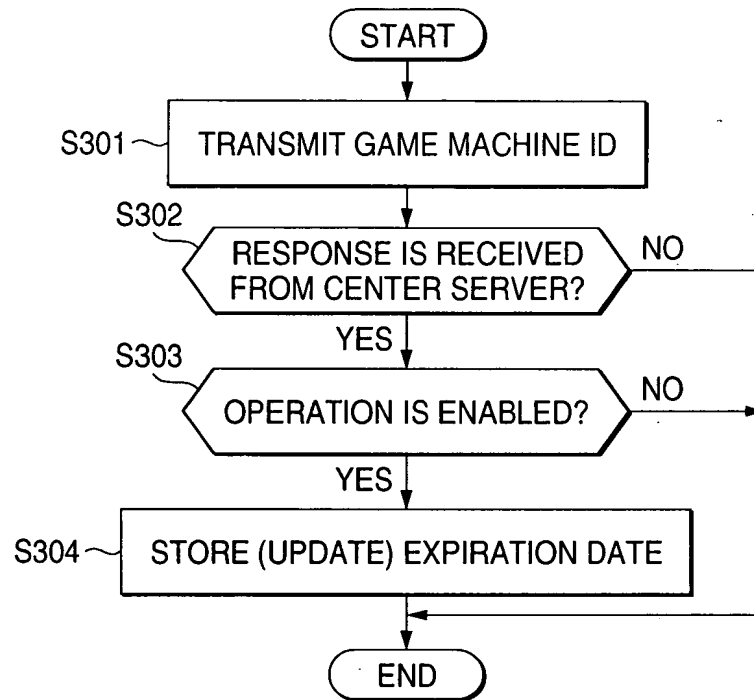 START
S301
TRANSMIT GAME MACHINE ID
S302
RESPONSE IS RECEIVED
FROM CENTER SERVER?
NO
YES
S303
OPERATION IS ENABLED?
NO
YES
S304
STORE (UPDATE) EXPIRATION DATE
END